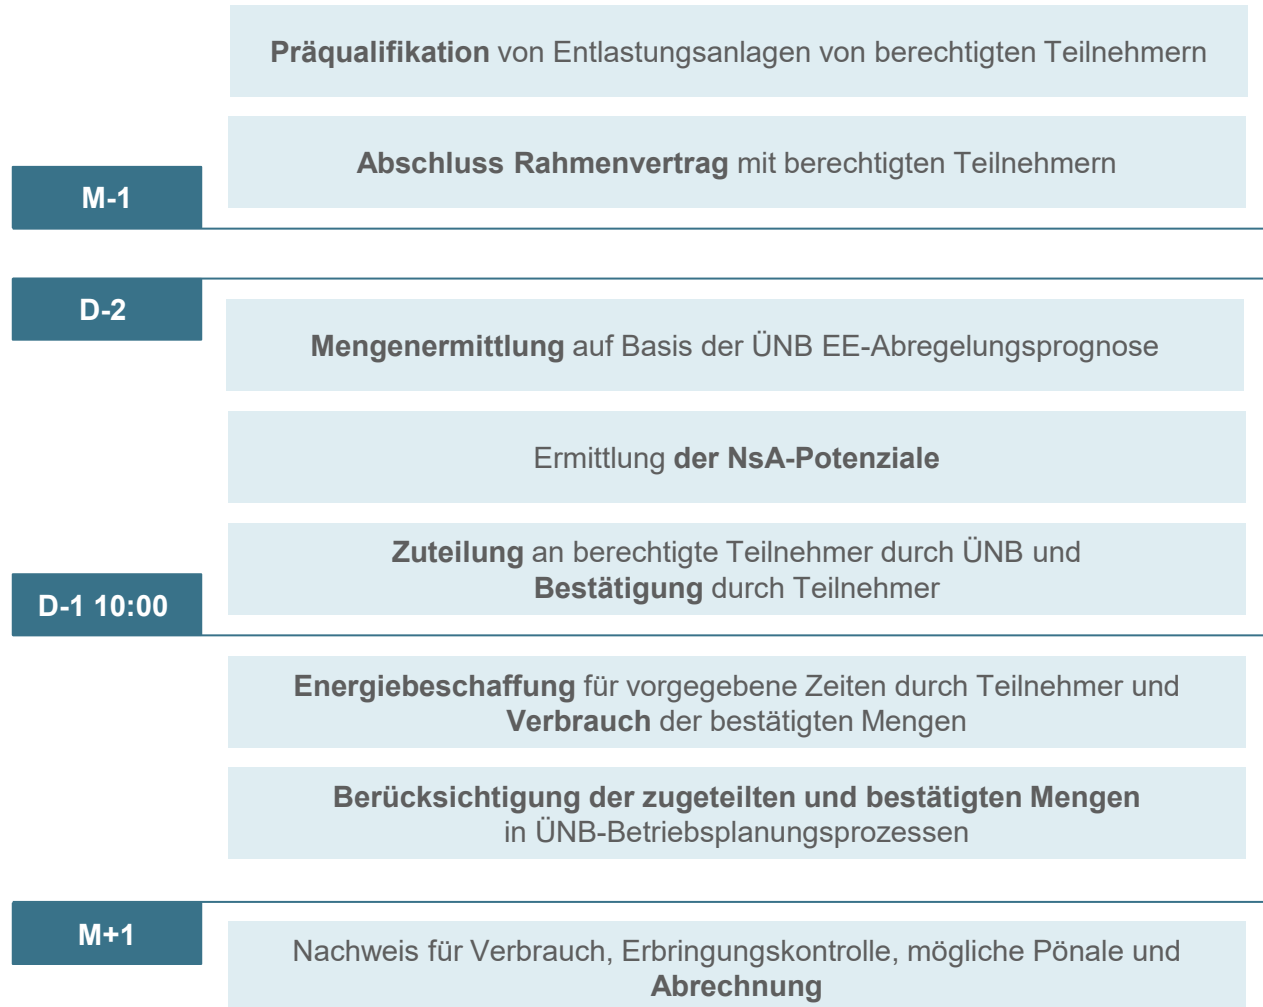 Präqualifikation von Entlastungsanlagen von berechtigten Teilnehmern
Abschluss Rahmenvertrag mit berechtigten Teilnehmern
M-1
D-2
Mengenermittlung auf Basis der ÜNB EE-Abregelungsprognose
Ermittlung der NsA-Potenziale
Zuteilung an berechtigte Teilnehmer durch ÜNB und
Bestätigung durch Teilnehmer
D-1 10:00
Energiebeschaffung für vorgegebene Zeiten durch Teilnehmer und
Verbrauch der bestätigten Mengen
Berücksichtigung der zugeteilten und bestätigten Mengen
in ÜNB-Betriebsplanungsprozessen
M+1
Nachweis für Verbrauch, Erbringungskontrolle, mögliche Pönale und
Abrechnung